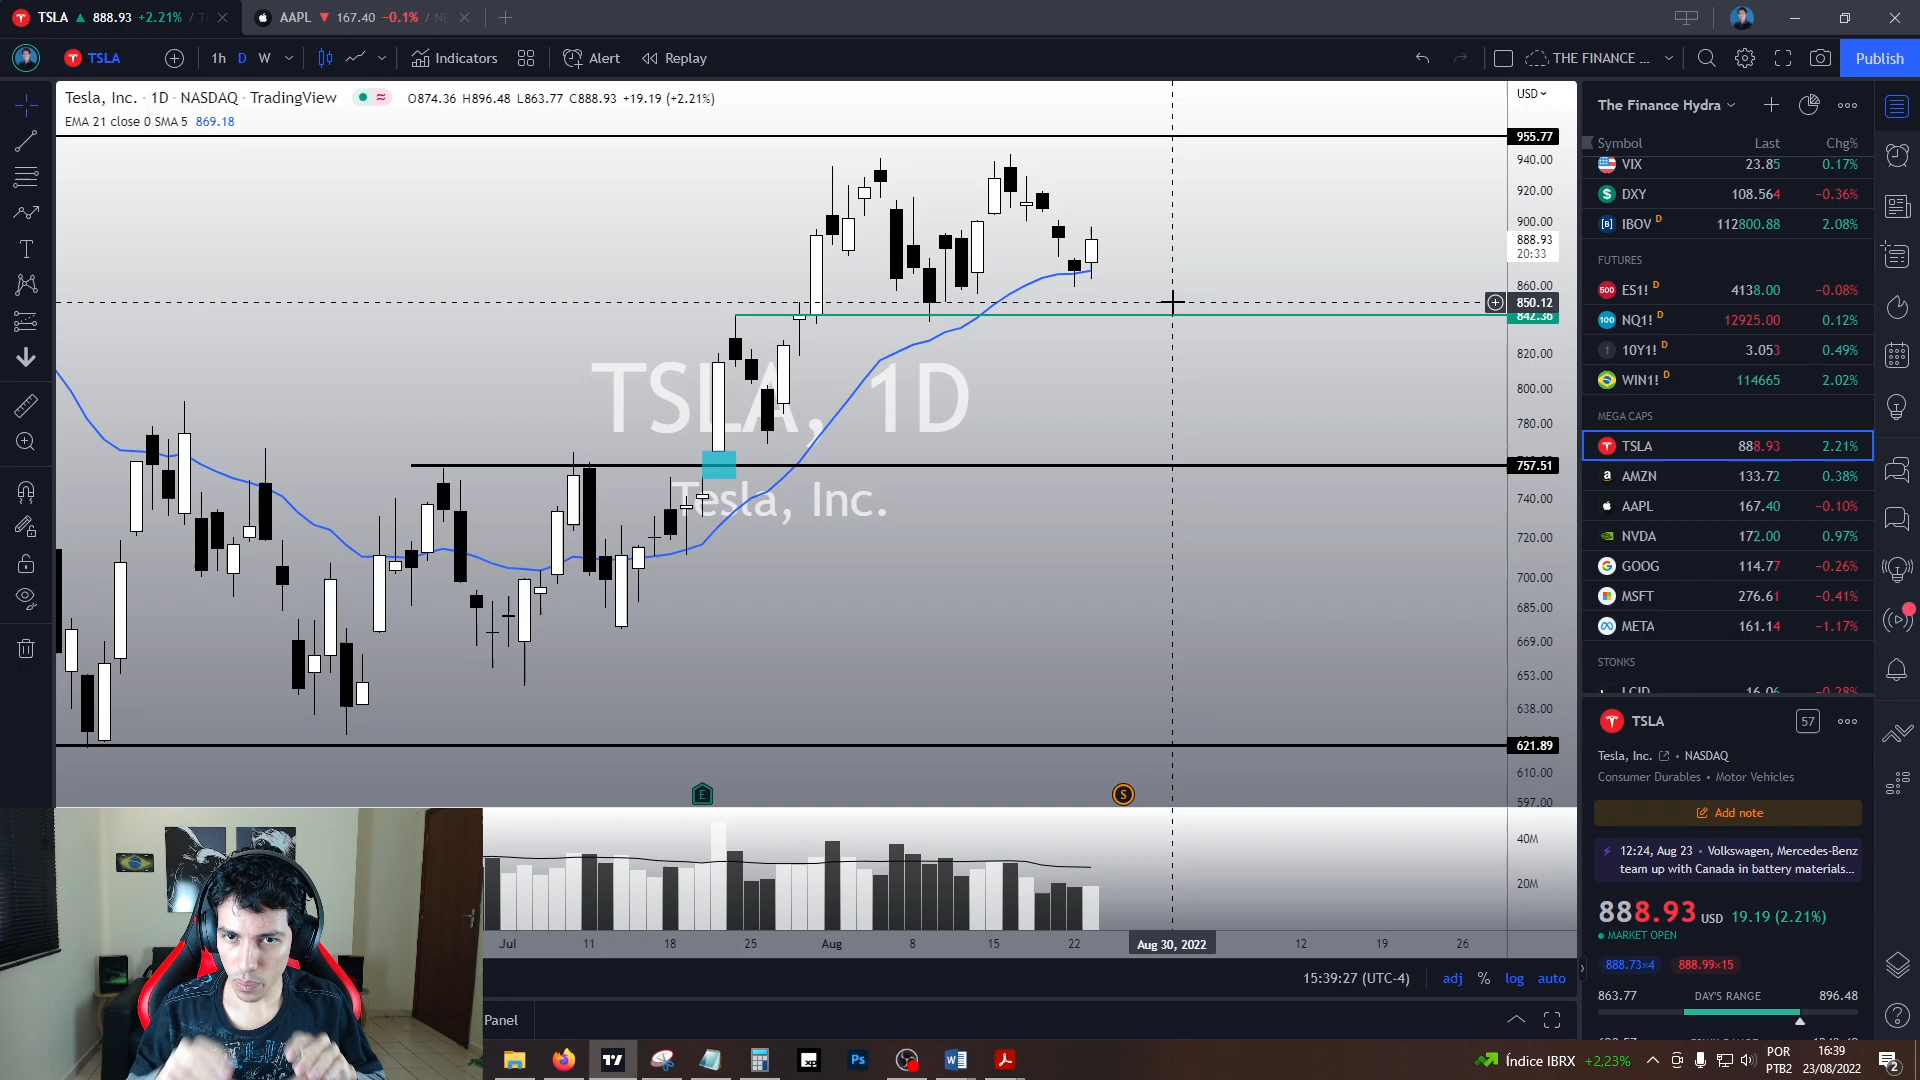 TSLA ▲ 888.93 +2.21% / T
AAPL ▼ 167.40 −0.1% / N
TSLA
1h D W
Indicators
Alert
Replay
THE FINANCE ...
Publish
Tesla, Inc. · 1D · NASDAQ · TradingView
O874.36 H896.48 L863.77 C888.93 +19.19 (+2.21%)
EMA 21 close 0 SMA 5 869.18
USD
955.77
940.00
920.00
900.00
888.93
20:33
860.00
850.12
842.36
820.00
800.00
780.00
757.51
740.00
720.00
700.00
685.00
669.00
653.00
638.00
621.89
610.00
597.00
40M
20M
TSLA, 1D
Tesla, Inc.
E
S
Jul 11 18 25 Aug 8 15 22 Aug 30, 2022 12 19 26
15:39:27 (UTC-4) adj % log auto
Panel
The Finance Hydra
Symbol Last Chg%
VIX 23.85 0.17%
DXY 108.564 −0.36%
IBOV D 112800.88 2.08%
FUTURES
ES1! D 4138.00 −0.08%
NQ1! D 12925.00 0.12%
10Y1! D 3.053 0.49%
WIN1! D 114665 2.02%
MEGA CAPS
TSLA 888.93 2.21%
AMZN 133.72 0.38%
AAPL 167.40 −0.10%
NVDA 172.00 0.97%
GOOG 114.77 −0.26%
MSFT 276.61 −0.41%
META 161.14 −1.17%
STONKS
LCID 16.06 −0.28%
TSLA 57
Tesla, Inc. • NASDAQ
Consumer Durables • Motor Vehicles
Add note
12:24, Aug 23 • Volkswagen, Mercedes-Benz
team up with Canada in battery materials...
888.93 USD 19.19 (2.21%)
MARKET OPEN
888.73×4 888.99×15
863.77 DAY'S RANGE 896.48
Índice IBRX +2,23%
POR
PTB2
16:39
23/08/2022
2